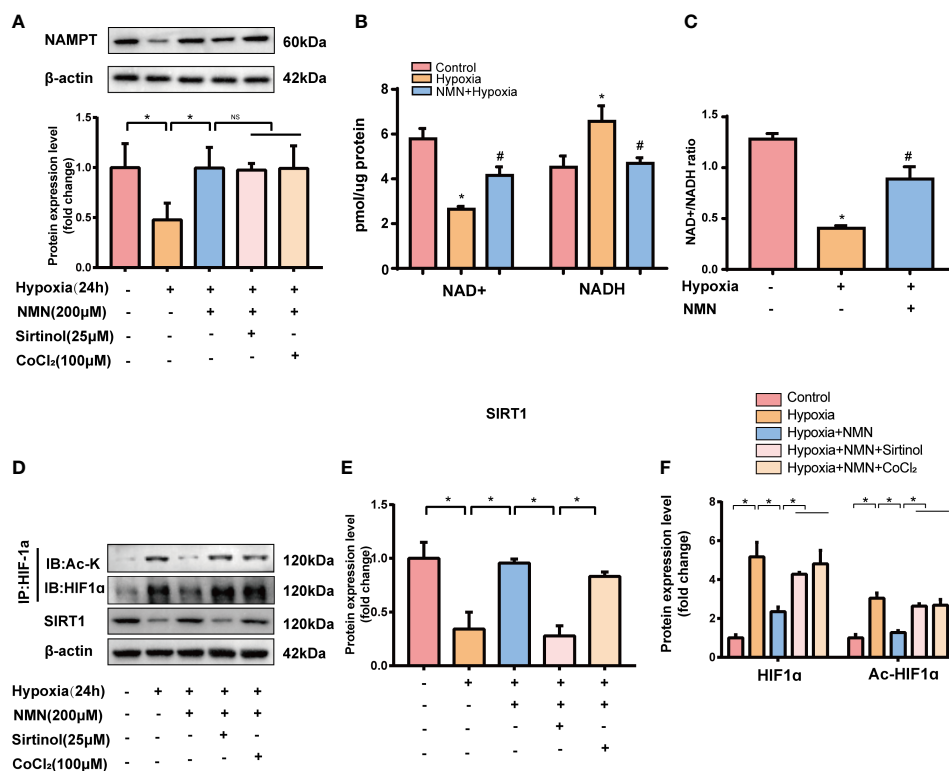 A
NAMPT
60kDa
β-actin
42kDa
* * NS
Protein expression level
(fold change)
1.5
1.0
0.5
0.0
Hypoxia(24h) - + + + +
NMN(200μM) - - + + +
Sirtinol(25μM) - - - + -
CoCl₂(100μM) - - - - +
B
Control
Hypoxia
NMN+Hypoxia
pmol/ug protein
8
6
4
2
0
* # * #
NAD+ NADH
C
NAD+/NADH ratio
1.5
1.0
0.5
0.0
* #
Hypoxia - + +
NMN - - +
D
IP:HIF-1a
IB:Ac-K 120kDa
IB:HIF1α 120kDa
SIRT1 120kDa
β-actin 42kDa
Hypoxia(24h) - + + + +
NMN(200μM) - - + + +
Sirtinol(25μM) - - - + -
CoCl₂(100μM) - - - - +
SIRT1
E
Protein expression level
(fold change)
1.5
1.0
0.5
0.0
* * * *
- + + + +
- - + + +
- - - + -
- - - - +
Control
Hypoxia
Hypoxia+NMN
Hypoxia+NMN+Sirtinol
Hypoxia+NMN+CoCl₂
F
Protein expression level
(fold change)
8
6
4
2
0
* * * * * *
HIF1α Ac-HIF1α